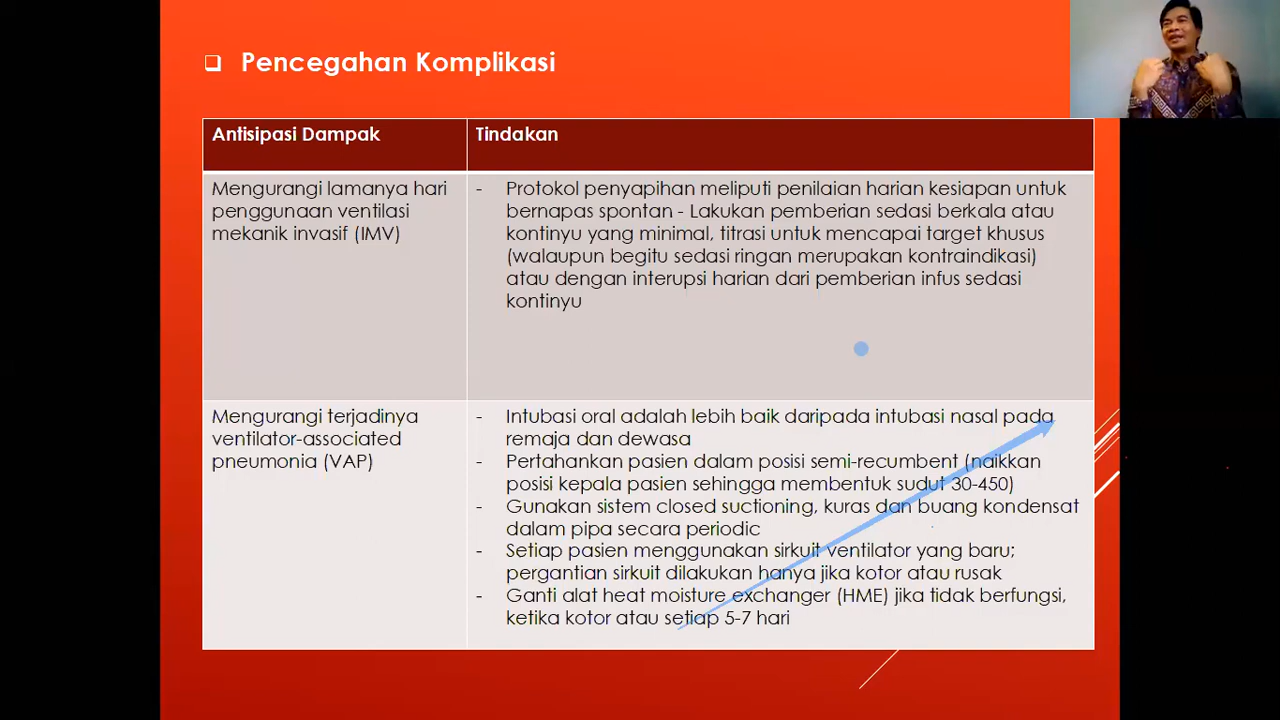 Pencegahan Komplikasi
Antisipasi Dampak
Tindakan
Mengurangi lamanya hari
penggunaan ventilasi
mekanik invasif (IMV)
- Protokol penyapihan meliputi penilaian harian kesiapan untuk
bernapas spontan - Lakukan pemberian sedasi berkala atau
kontinyu yang minimal, titrasi untuk mencapai target khusus
(walaupun begitu sedasi ringan merupakan kontraindikasi)
atau dengan interupsi harian dari pemberian infus sedasi
kontinyu
Mengurangi terjadinya
ventilator-associated
pneumonia (VAP)
- Intubasi oral adalah lebih baik daripada intubasi nasal pada
remaja dan dewasa
- Pertahankan pasien dalam posisi semi-recumbent (naikkan
posisi kepala pasien sehingga membentuk sudut 30-450)
- Gunakan sistem closed suctioning, kuras dan buang kondensat
dalam pipa secara periodic
- Setiap pasien menggunakan sirkuit ventilator yang baru;
pergantian sirkuit dilakukan hanya jika kotor atau rusak
- Ganti alat heat moisture exchanger (HME) jika tidak berfungsi,
ketika kotor atau setiap 5-7 hari